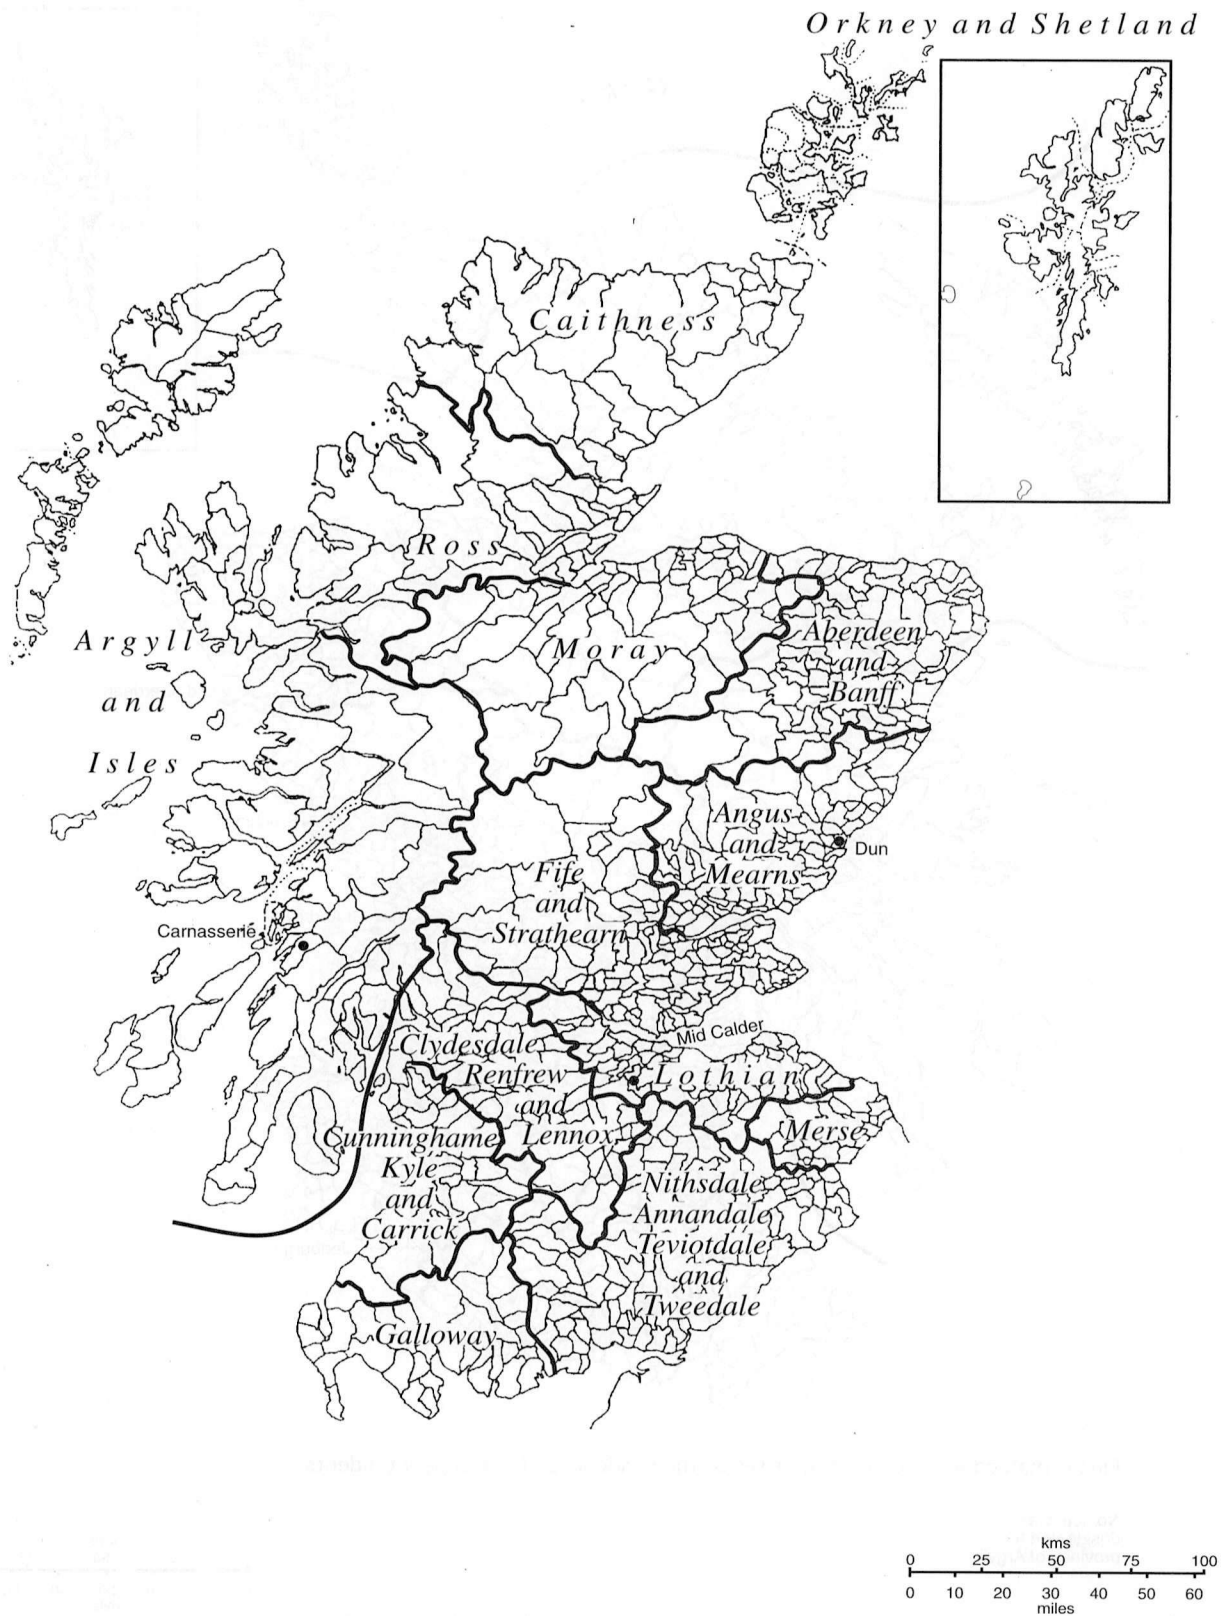 Orkney and Shetland
Caithness
Ross
Argyll
and
Isles
Moray
Aberdeen
and
Banff
Angus
and
Mearns
Dun
Fife
and
Strathearn
Carnasserie
Mid Calder
Clydesdale
Renfrew
and
Lennox
Lothian
Merse
Cunninghame
Kyle
and
Carrick
Nithsdale
Annandale
Teviotdale
and
Tweedale
Galloway
kms
0 25 50 75 100
0 10 20 30 40 50 60
miles